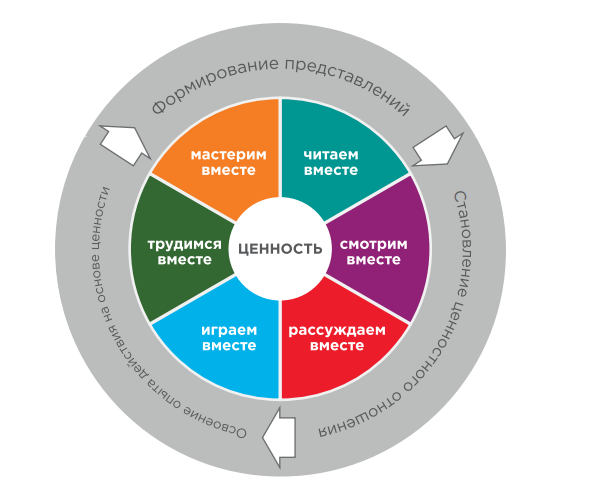 Формирование представлений
Становление ценностного отношения
Освоение опыта действия на основе ценности
мастерим
вместе
читаем
вместе
трудимся
вместе
ЦЕННОСТЬ
смотрим
вместе
играем
вместе
рассуждаем
вместе